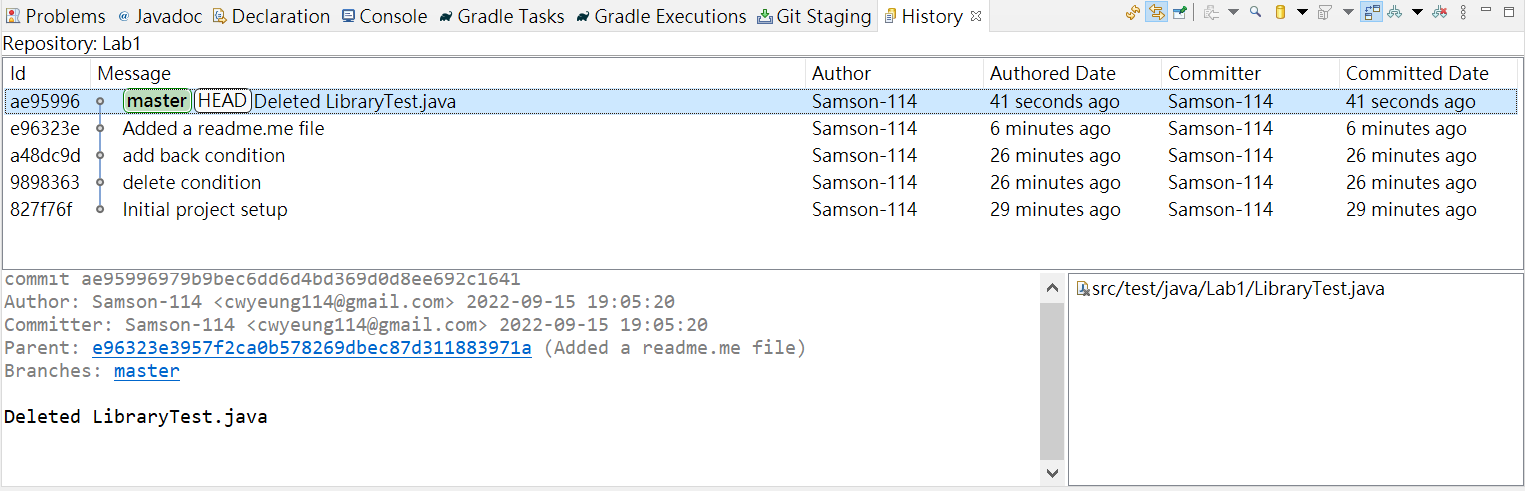 Problems @ Javadoc Declaration Console Gradle Tasks Gradle Executions Git Staging History
Repository: Lab1
Id Message Author Authored Date Committer Committed Date
ae95996 master HEAD Deleted LibraryTest.java Samson-114 41 seconds ago Samson-114 41 seconds ago
e96323e Added a readme.me file Samson-114 6 minutes ago Samson-114 6 minutes ago
a48dc9d add back condition Samson-114 26 minutes ago Samson-114 26 minutes ago
9898363 delete condition Samson-114 26 minutes ago Samson-114 26 minutes ago
827f76f Initial project setup Samson-114 29 minutes ago Samson-114 29 minutes ago
commit ae95996979b9bec6dd6d4bd369d0d8ee692c1641
Author: Samson-114 <cwyeung114@gmail.com> 2022-09-15 19:05:20
Committer: Samson-114 <cwyeung114@gmail.com> 2022-09-15 19:05:20
Parent: e96323e3957f2ca0b578269dbec87d311883971a (Added a readme.me file)
Branches: master
Deleted LibraryTest.java
src/test/java/Lab1/LibraryTest.java